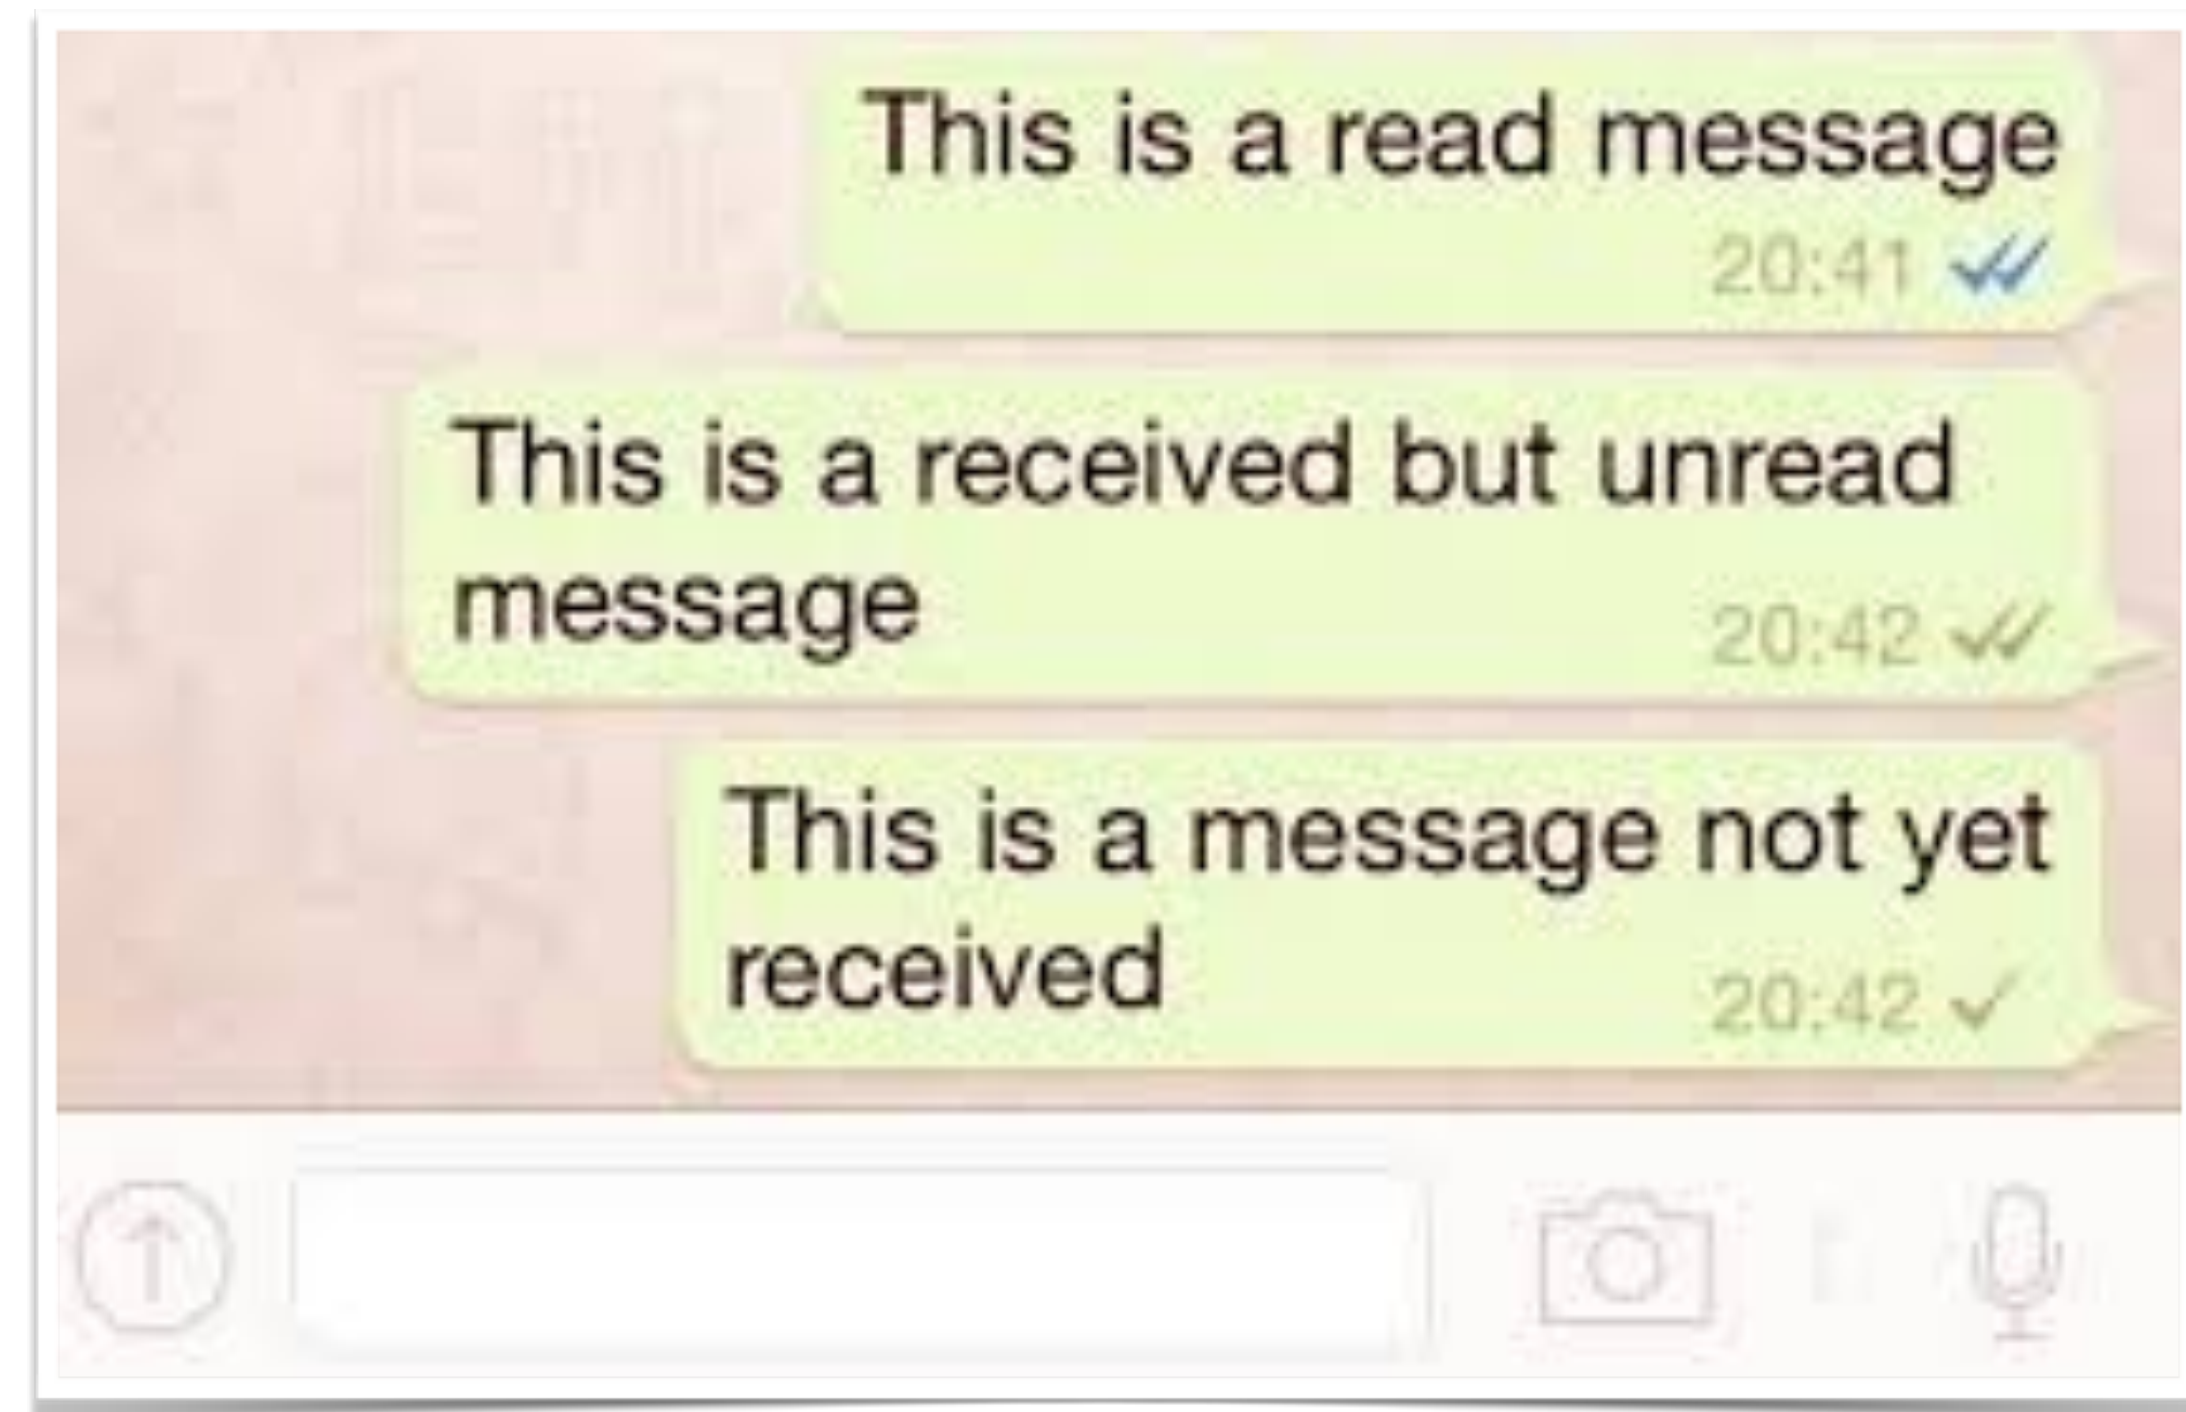 This is a read message
20:41
This is a received but unread
message
20:42
This is a message not yet
received
20:42